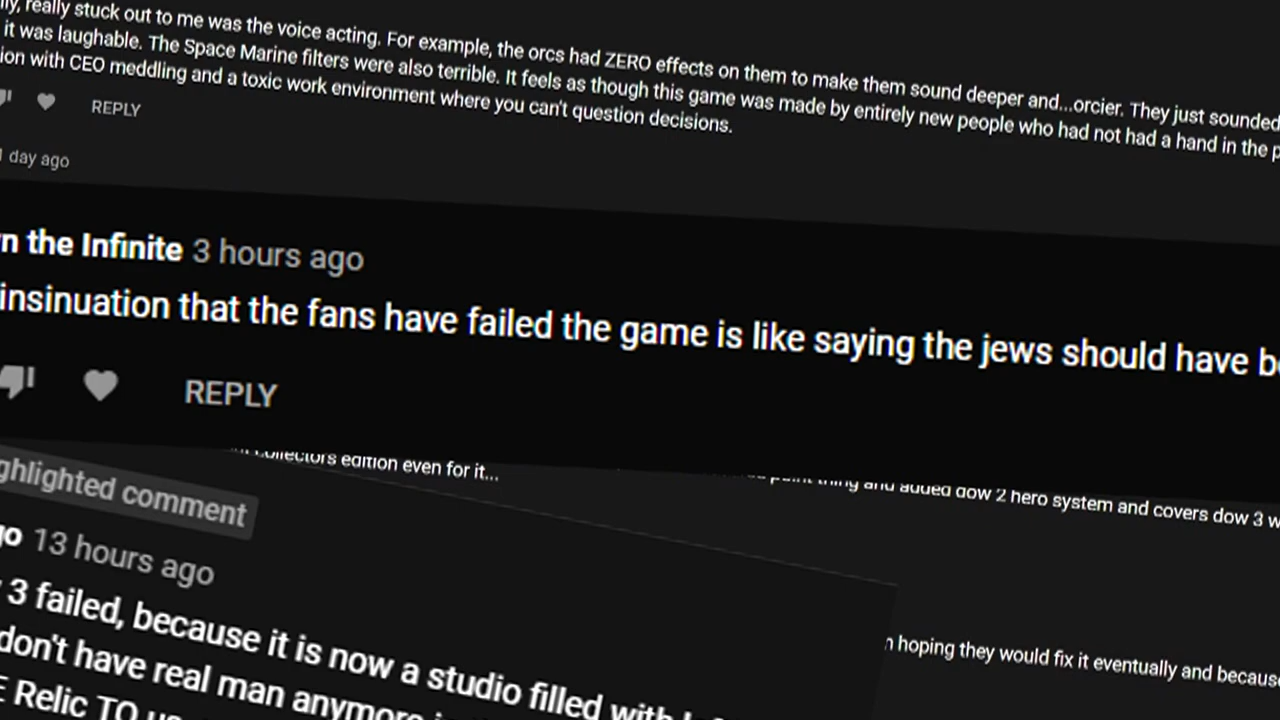 really stuck out to me was the voice acting. For example, the orcs had ZERO effects on them to make them sound deeper and...orcier. They just sounded
it was laughable. The Space Marine filters were also terrible. It feels as though this game was made by entirely new people who had not had a hand in the
with CEO meddling and a toxic work environment where you can't question decisions.
REPLY
1 day ago
the Infinite 3 hours ago
insinuation that the fans have failed the game is like saying the jews should have
REPLY
collectors edition even for it...
thing and added dow 2 hero system and covers dow 3
highlighted comment
13 hours ago
3 failed, because it is now a studio filled with
don't have real man anymore
Relic TO us
hoping they would fix it eventually and because